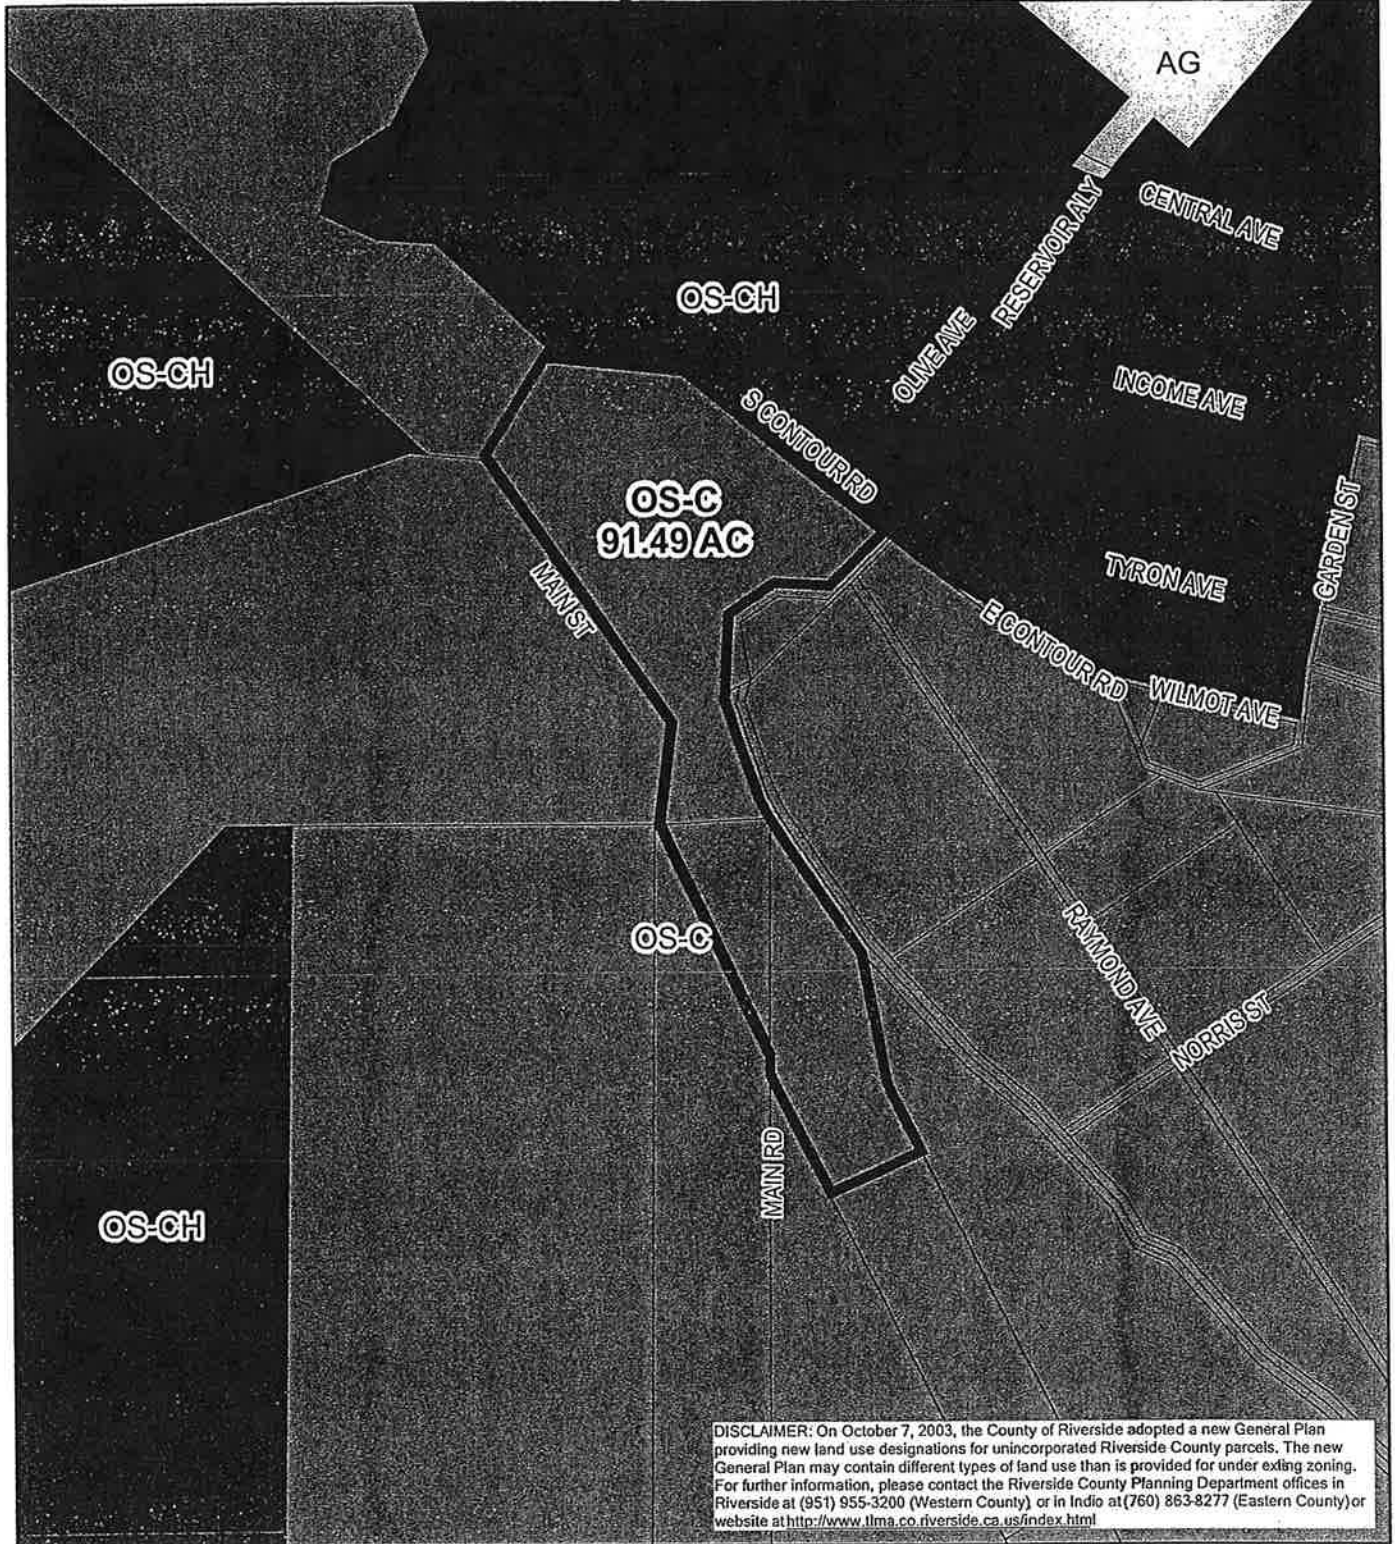 AG
CENTRAL AVE
RESERVOIR ALY
OS-CH
OLIVE AVE
OS-CH
INCOME AVE
S CONTOUR RD
GARDEN ST
OS-C
91.49 AC
TYRON AVE
MAIN ST
E CONTOUR RD
WILMOT AVE
OS-C
RAYMOND AVE
NORRIS ST
MAIN RD
OS-CH
DISCLAIMER: On October 7, 2003, the County of Riverside adopted a new General Plan
providing new land use designations for unincorporated Riverside County parcels. The new
General Plan may contain different types of land use than is provided for under exting zoning.
For further information, please contact the Riverside County Planning Department offices in
Riverside at (951) 955-3200 (Western County), or in Indio at (760) 863-8277 (Eastern County) or
website at http://www.tlma.co.riverside.ca.us/index.html